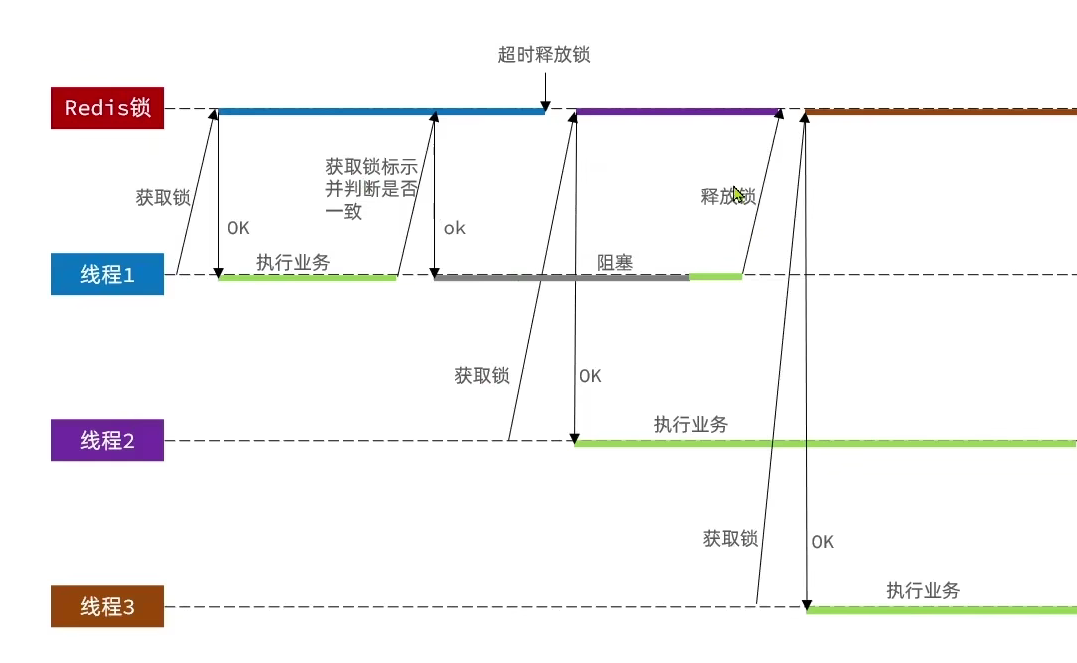 超时释放锁
Redis锁
获取锁标示
并判断是否
一致
获取锁
释放锁
OK
ok
执行业务
阻塞
线程1
获取锁
OK
执行业务
线程2
获取锁
OK
执行业务
线程3